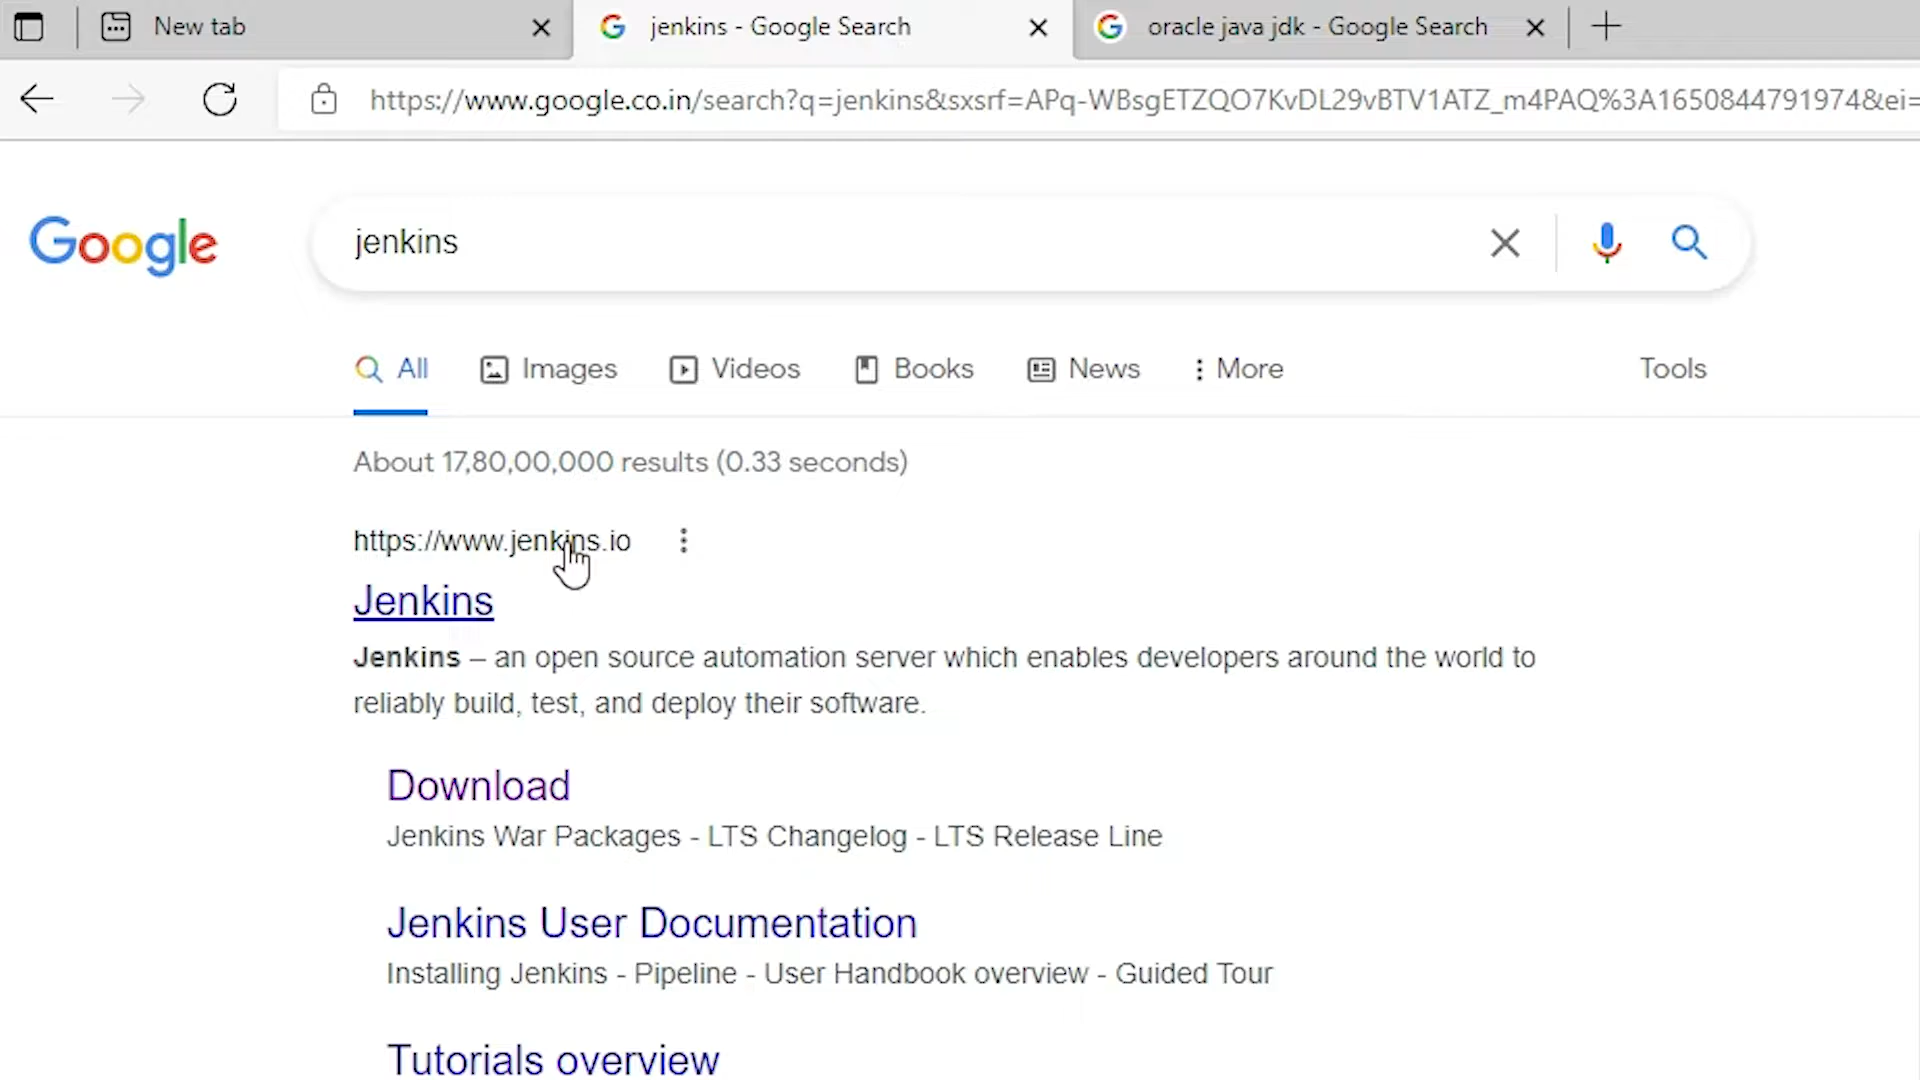 New tab
jenkins - Google Search
oracle java jdk - Google Search
https://www.google.co.in/search?q=jenkins&sxsrf=APq-WBsgETZQO7KvDL29vBTV1ATZ_m4PAQ%3A1650844791974&ei=
Google
jenkins
All
Images
Videos
Books
News
More
Tools
About 17,80,00,000 results (0.33 seconds)
https://www.jenkins.io
Jenkins
Jenkins – an open source automation server which enables developers around the world to
reliably build, test, and deploy their software.
Download
Jenkins War Packages - LTS Changelog - LTS Release Line
Jenkins User Documentation
Installing Jenkins - Pipeline - User Handbook overview - Guided Tour
Tutorials overview